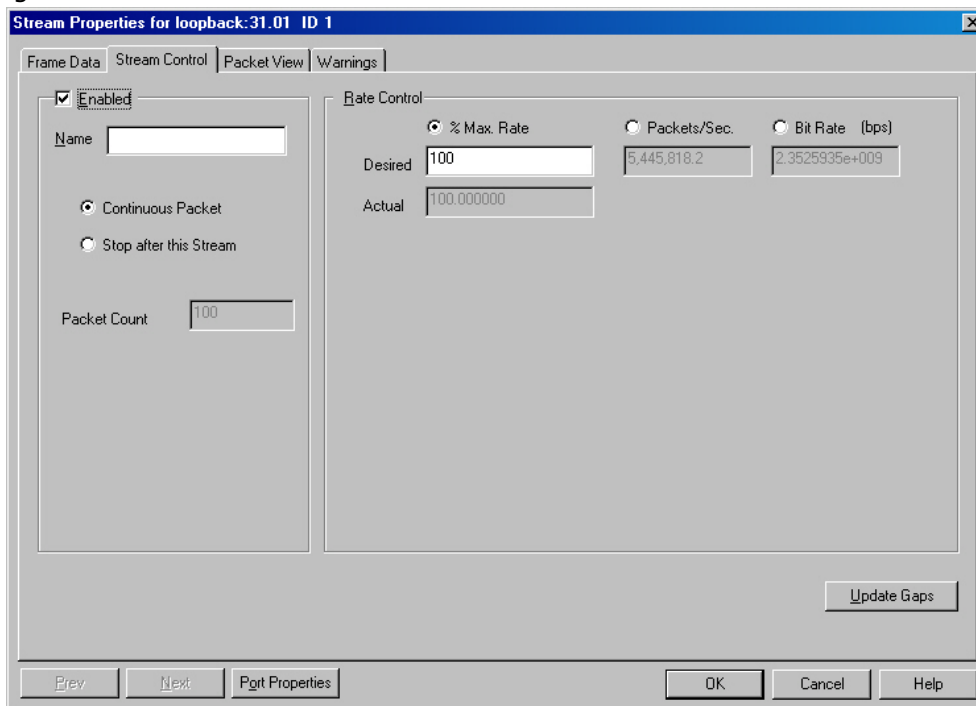 Stream Properties for loopback:31.01 ID 1
Frame Data Stream Control Packet View Warnings
Enabled
Name
Continuous Packet
Stop after this Stream
Packet Count 100
Rate Control
% Max. Rate Packets/Sec. Bit Rate (bps)
Desired 100 5,445,818.2 2.3525935e+009
Actual 100.000000
Update Gaps
Prev Next Port Properties OK Cancel Help